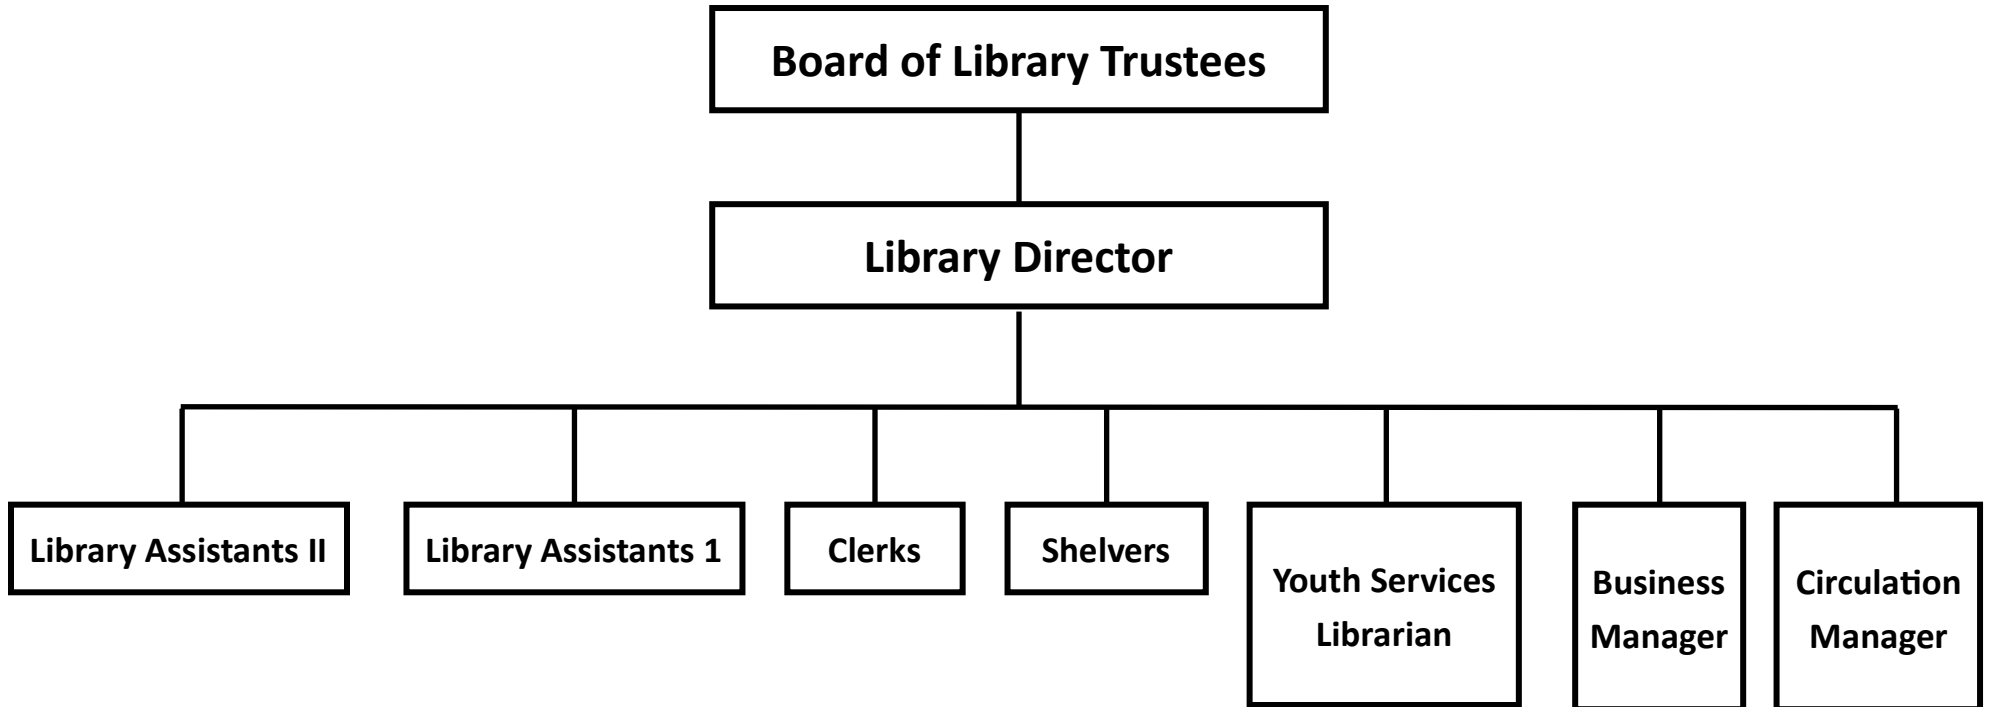 Board of Library Trustees
Library Director
Library Assistants II
Library Assistants 1
Clerks
Shelvers
Youth Services
Librarian
Business
Manager
Circulation
Manager